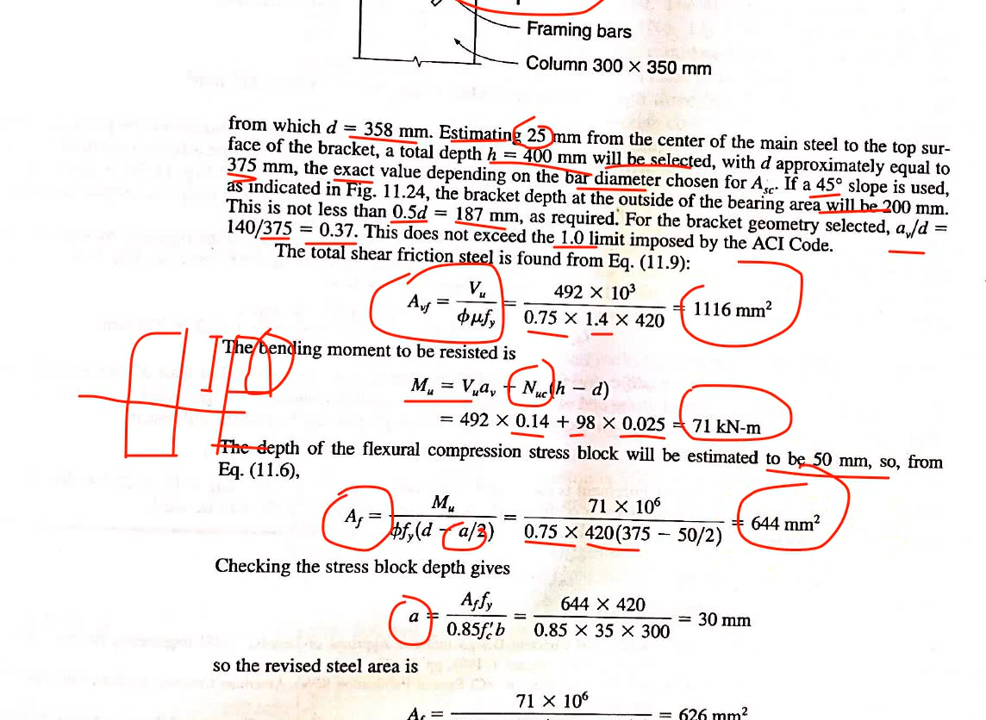 Framing bars
Column 300 × 350 mm
from which d = 358 mm. Estimating 25 mm from the center of the main steel to the top sur-
face of the bracket, a total depth h = 400 mm will be selected, with d approximately equal to
375 mm, the exact value depending on the bar diameter chosen for Asc. If a 45° slope is used,
as indicated in Fig. 11.24, the bracket depth at the outside of the bearing area will be 200 mm.
This is not less than 0.5d = 187 mm, as required. For the bracket geometry selected, av/d =
140/375 = 0.37. This does not exceed the 1.0 limit imposed by the ACI Code.
The total shear friction steel is found from Eq. (11.9):
Avf = Vu / ϕμfy = 492 × 10³ / 0.75 × 1.4 × 420 = 1116 mm²
The bending moment to be resisted is
Mu = Vuav + Nuc(h − d)
= 492 × 0.14 + 98 × 0.025 = 71 kN-m
The depth of the flexural compression stress block will be estimated to be 50 mm, so, from
Eq. (11.6),
Af = Mu / ϕfy(d − a/2) = 71 × 10⁶ / 0.75 × 420(375 − 50/2) = 644 mm²
Checking the stress block depth gives
a = Affy / 0.85f′c b = 644 × 420 / 0.85 × 35 × 300 = 30 mm
so the revised steel area is
Af = 71 × 10⁶ = 626 mm²